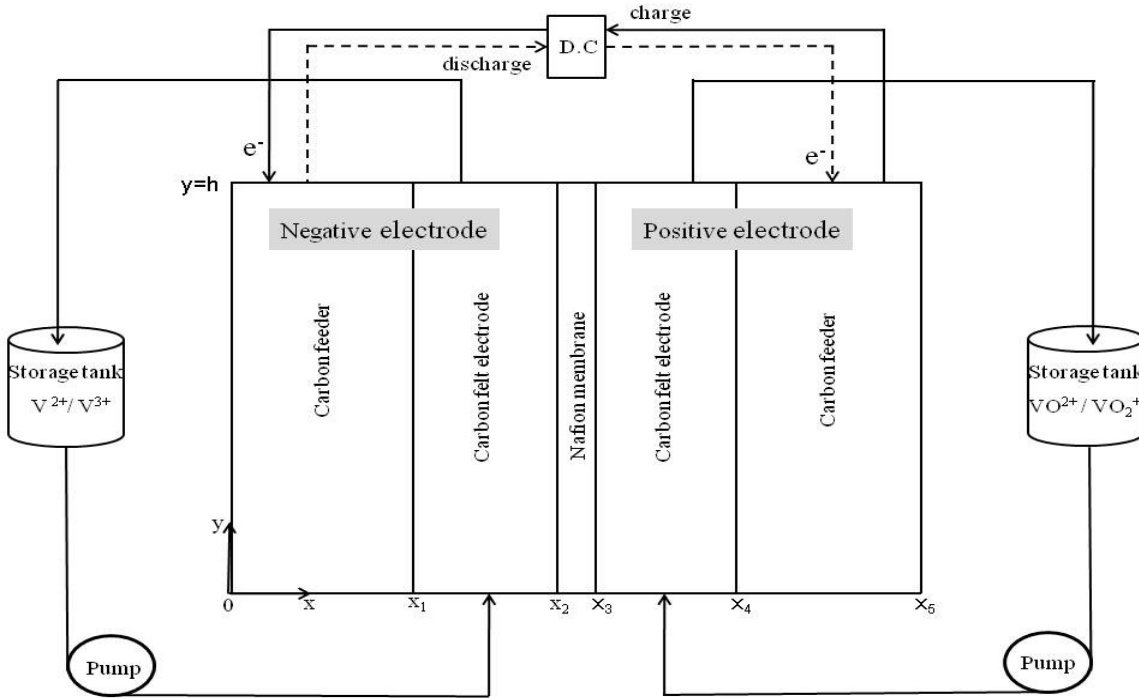 charge
D.C
discharge
e⁻
e⁻
y=h
Negative electrode
Positive electrode
Carbon feeder
Carbon felt electrode
Nafion membrane
Carbon felt electrode
Carbon feeder
Storage tank
V²⁺/ V³⁺
Storage tank
VO²⁺ / VO₂⁺
y
0
x
x₁
x₂
x₃
x₄
x₅
Pump
Pump